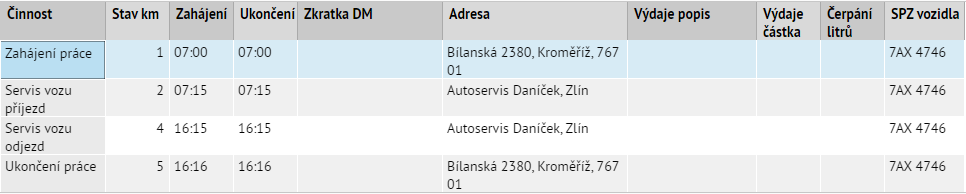 Činnost Stav km Zahájení Ukončení Zkratka DM Adresa Výdaje popis Výdaje částka Čerpání litrů SPZ vozidla
Zahájení práce 1 07:00 07:00 Bílanská 2380, Kroměříž, 767 01 7AX 4746
Servis vozu příjezd 2 07:15 07:15 Autoservis Daníček, Zlín 7AX 4746
Servis vozu odjezd 4 16:15 16:15 Autoservis Daníček, Zlín 7AX 4746
Ukončení práce 5 16:16 16:16 Bílanská 2380, Kroměříž, 767 01 7AX 4746